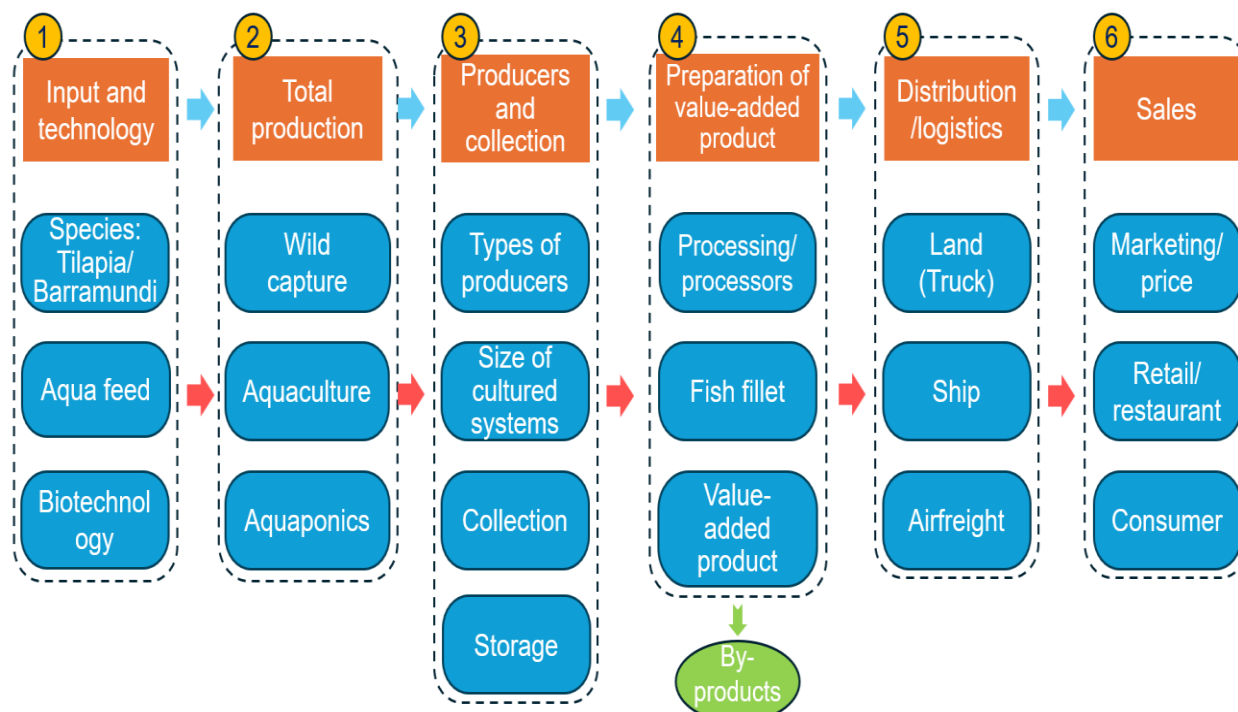 1
Input and
technology
Species:
Tilapia/
Barramundi
Aqua feed
Biotechnol
ogy
2
Total
production
Wild
capture
Aquaculture
Aquaponics
3
Producers
and
collection
Types of
producers
Size of
cultured
systems
Collection
Storage
4
Preparation of
value-added
product
Processing/
processors
Fish fillet
Value-
added
product
By-
products
5
Distribution
/logistics
Land
(Truck)
Ship
Airfreight
6
Sales
Marketing/
price
Retail/
restaurant
Consumer